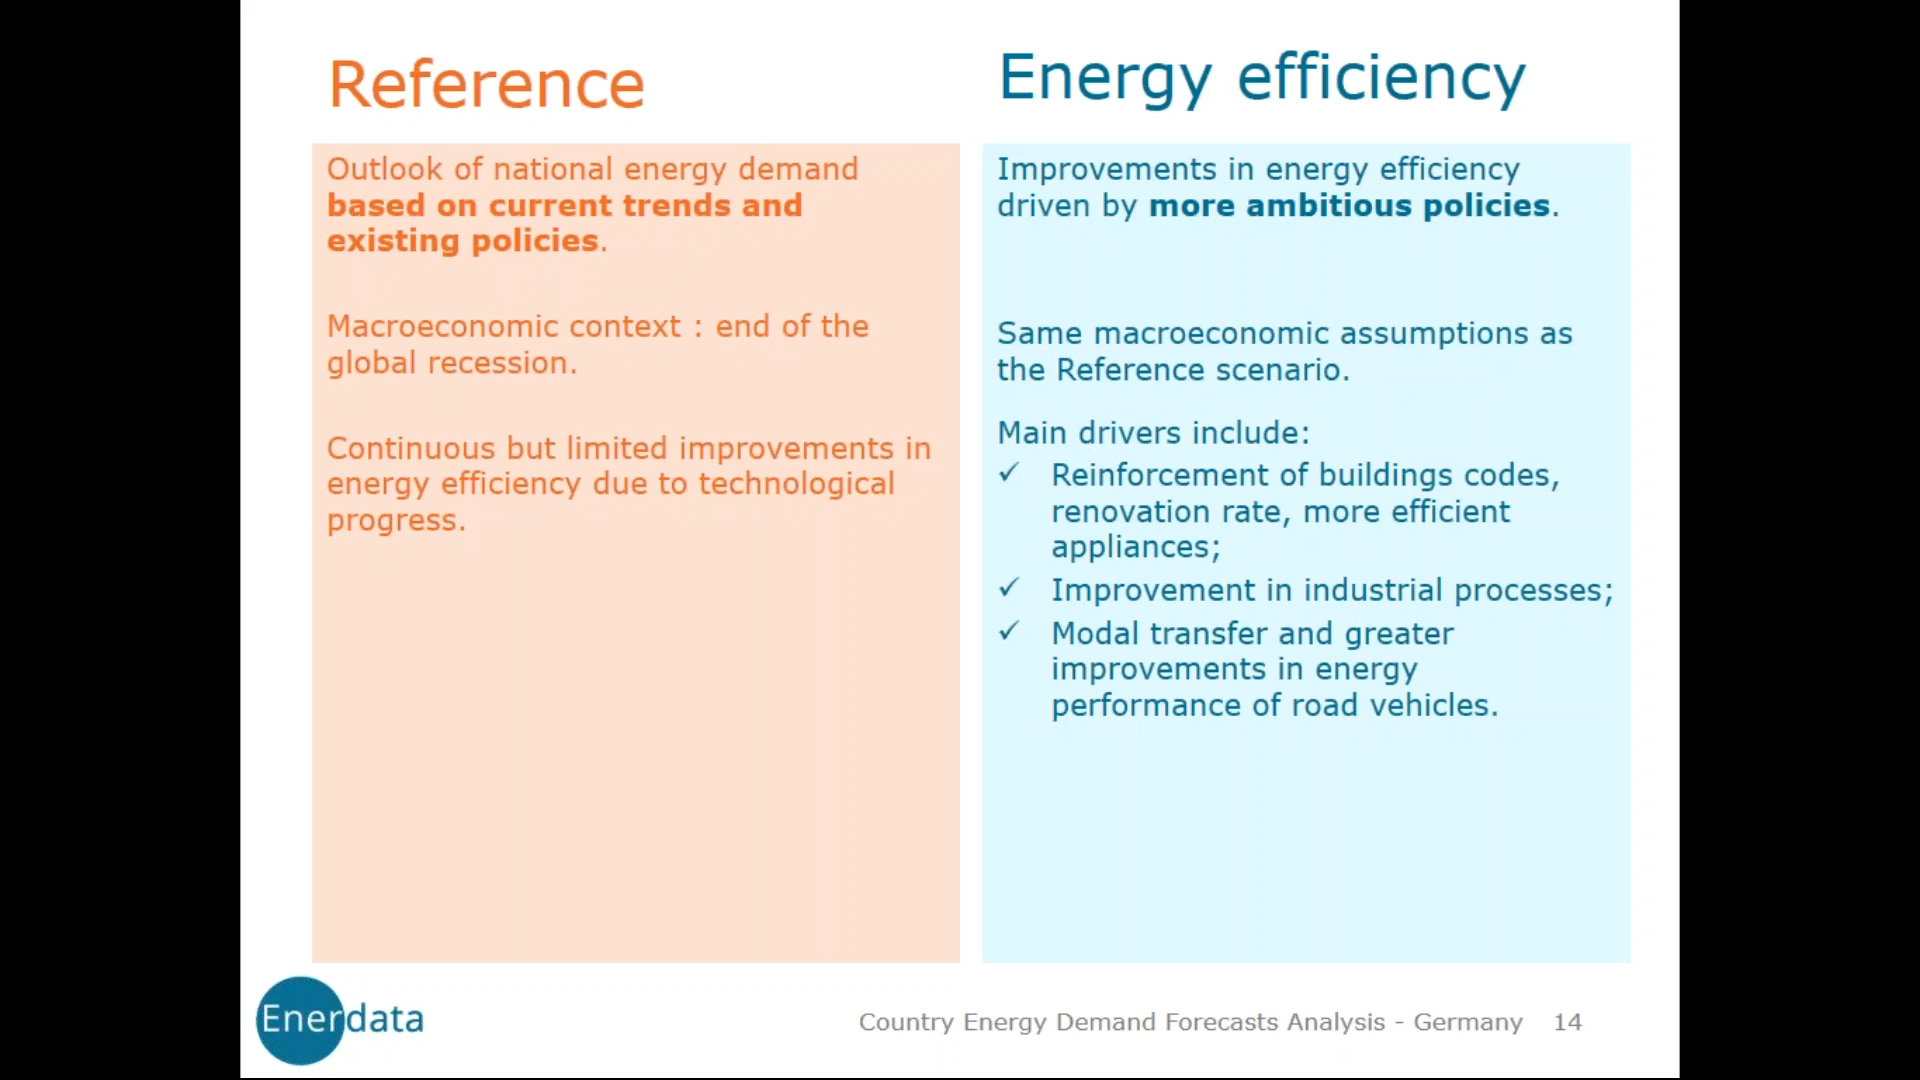 Reference
Outlook of national energy demand
based on current trends and
existing policies.
Macroeconomic context : end of the
global recession.
Continuous but limited improvements in
energy efficiency due to technological
progress.
Energy efficiency
Improvements in energy efficiency
driven by more ambitious policies.
Same macroeconomic assumptions as
the Reference scenario.
Main drivers include:
✓ Reinforcement of buildings codes,
renovation rate, more efficient
appliances;
✓ Improvement in industrial processes;
✓ Modal transfer and greater
improvements in energy
performance of road vehicles.
Enerdata
Country Energy Demand Forecasts Analysis - Germany 14